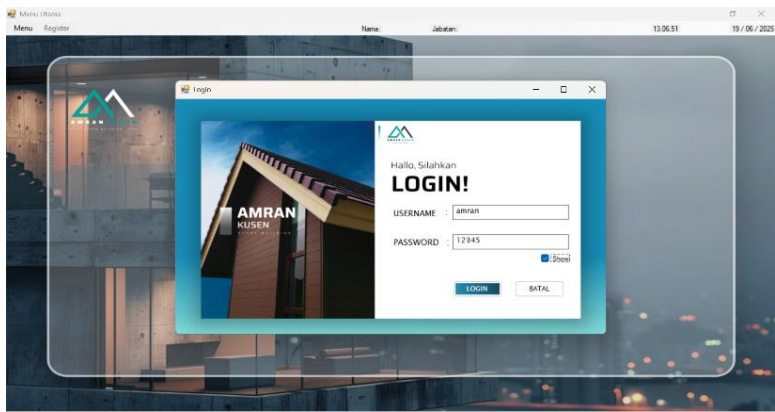 Menu Utama
Menu Register Nama: Jabatan: 13.06.51 19 / 06 / 2025
Login
Hallo, Silahkan
LOGIN!
AMRAN
KUSEN
USERNAME : amran
PASSWORD : 12345
Show
LOGIN BATAL